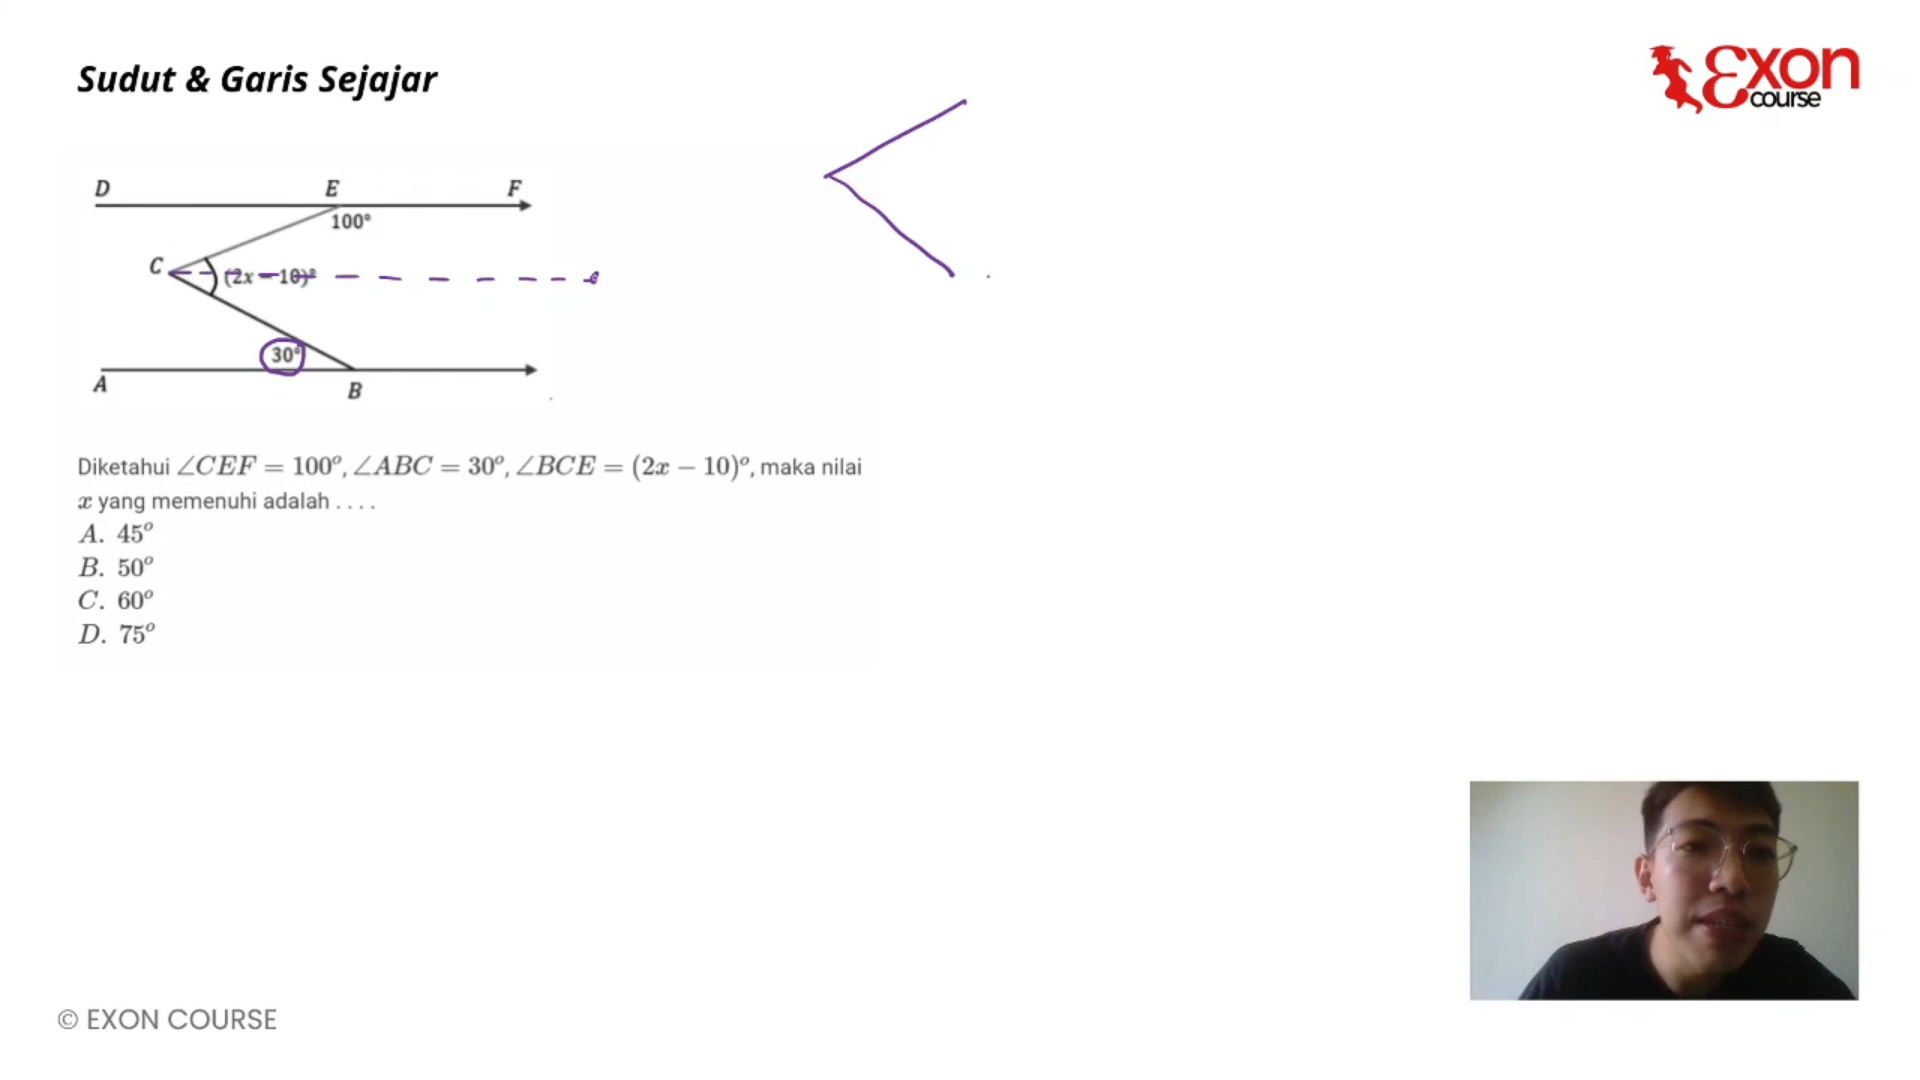 Sudut & Garis Sejajar
εxon
course
D E F
100°
C (2x − 10)°
30°
A B
Diketahui ∠CEF = 100°, ∠ABC = 30°, ∠BCE = (2x − 10)°, maka nilai
x yang memenuhi adalah . . . .
A. 45°
B. 50°
C. 60°
D. 75°
© EXON COURSE